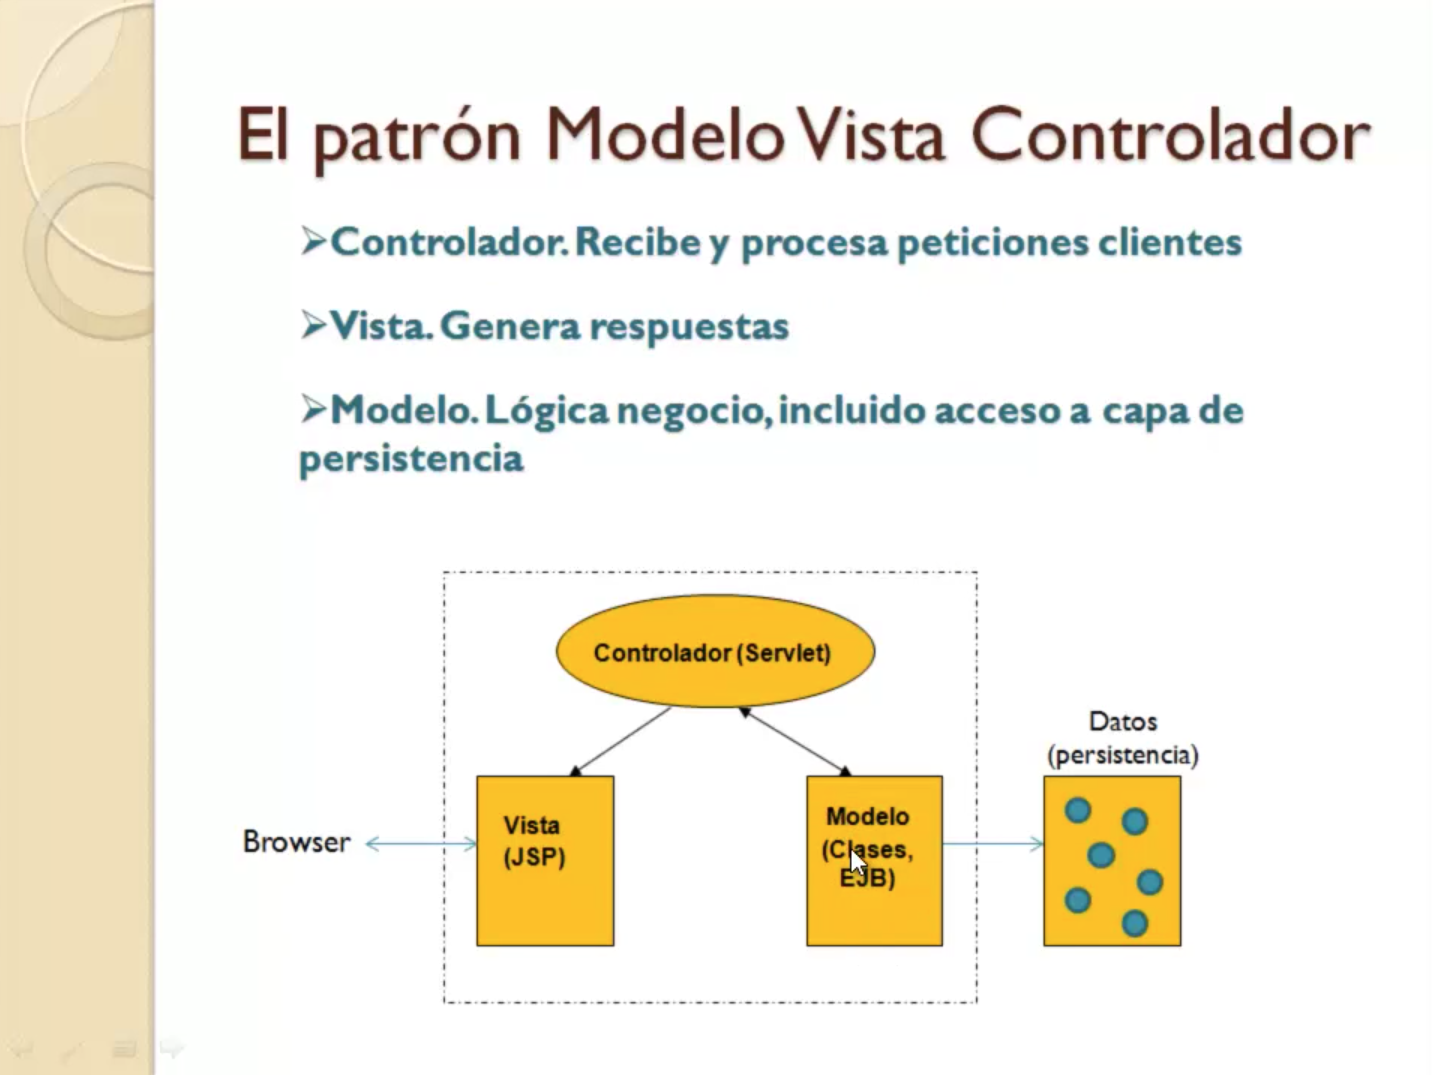 El patrón Modelo Vista Controlador
➢Controlador. Recibe y procesa peticiones clientes
➢Vista. Genera respuestas
➢Modelo. Lógica negocio, incluido acceso a capa de
persistencia
Controlador (Servlet)
Datos
(persistencia)
Browser
Vista
(JSP)
Modelo
(Clases,
EJB)